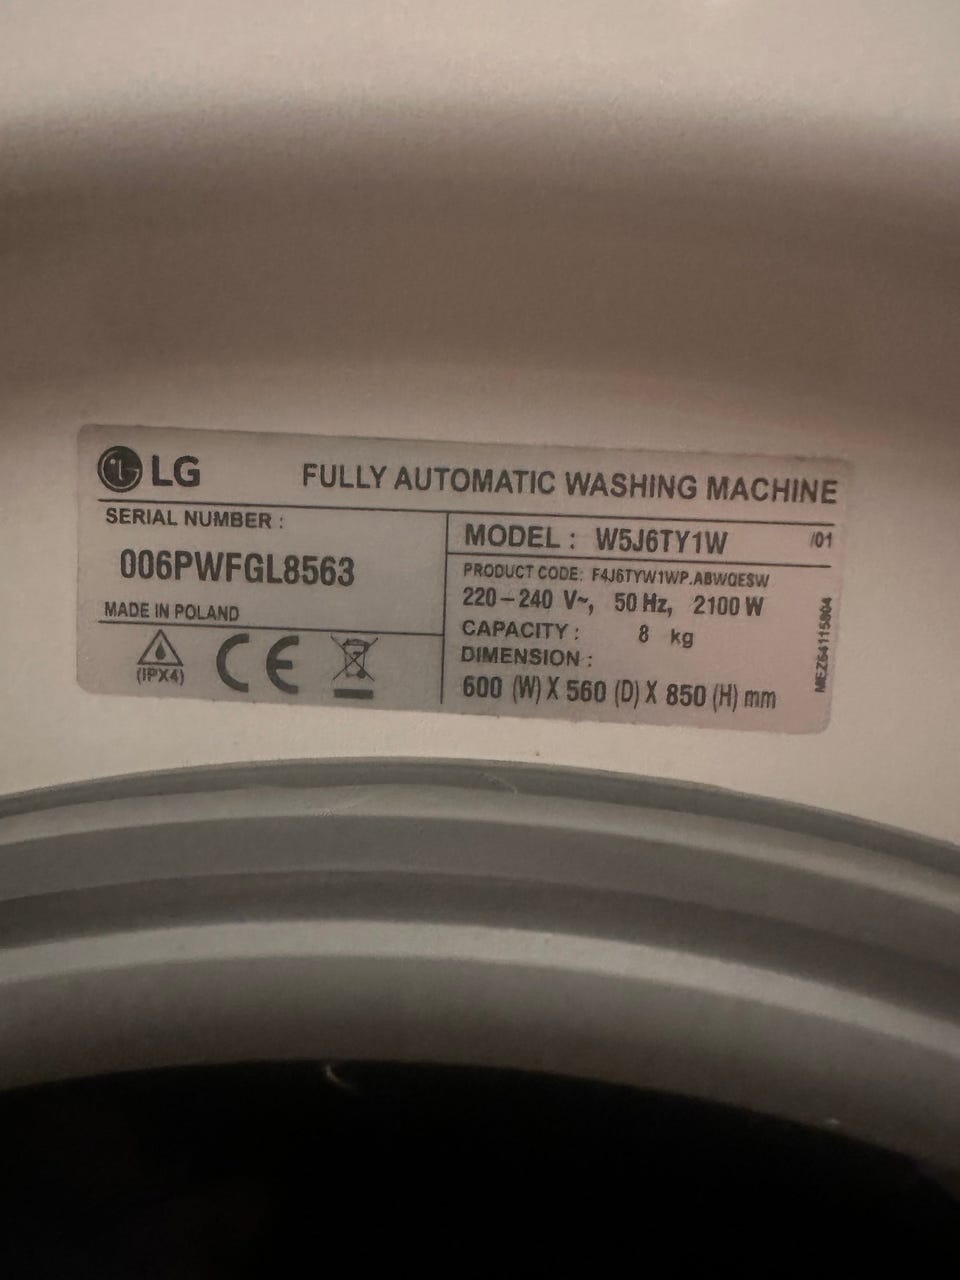 LG FULLY AUTOMATIC WASHING MACHINE
SERIAL NUMBER :
006PWFGL8563
MADE IN POLAND
(IPX4) CE
MODEL : W5J6TY1W /01
PRODUCT CODE: F4J6TYW1WP.ABWQESW
220–240 V~, 50 Hz, 2100 W
CAPACITY : 8 kg
DIMENSION :
600 (W) X 560 (D) X 850 (H) mm
MEZ64115804